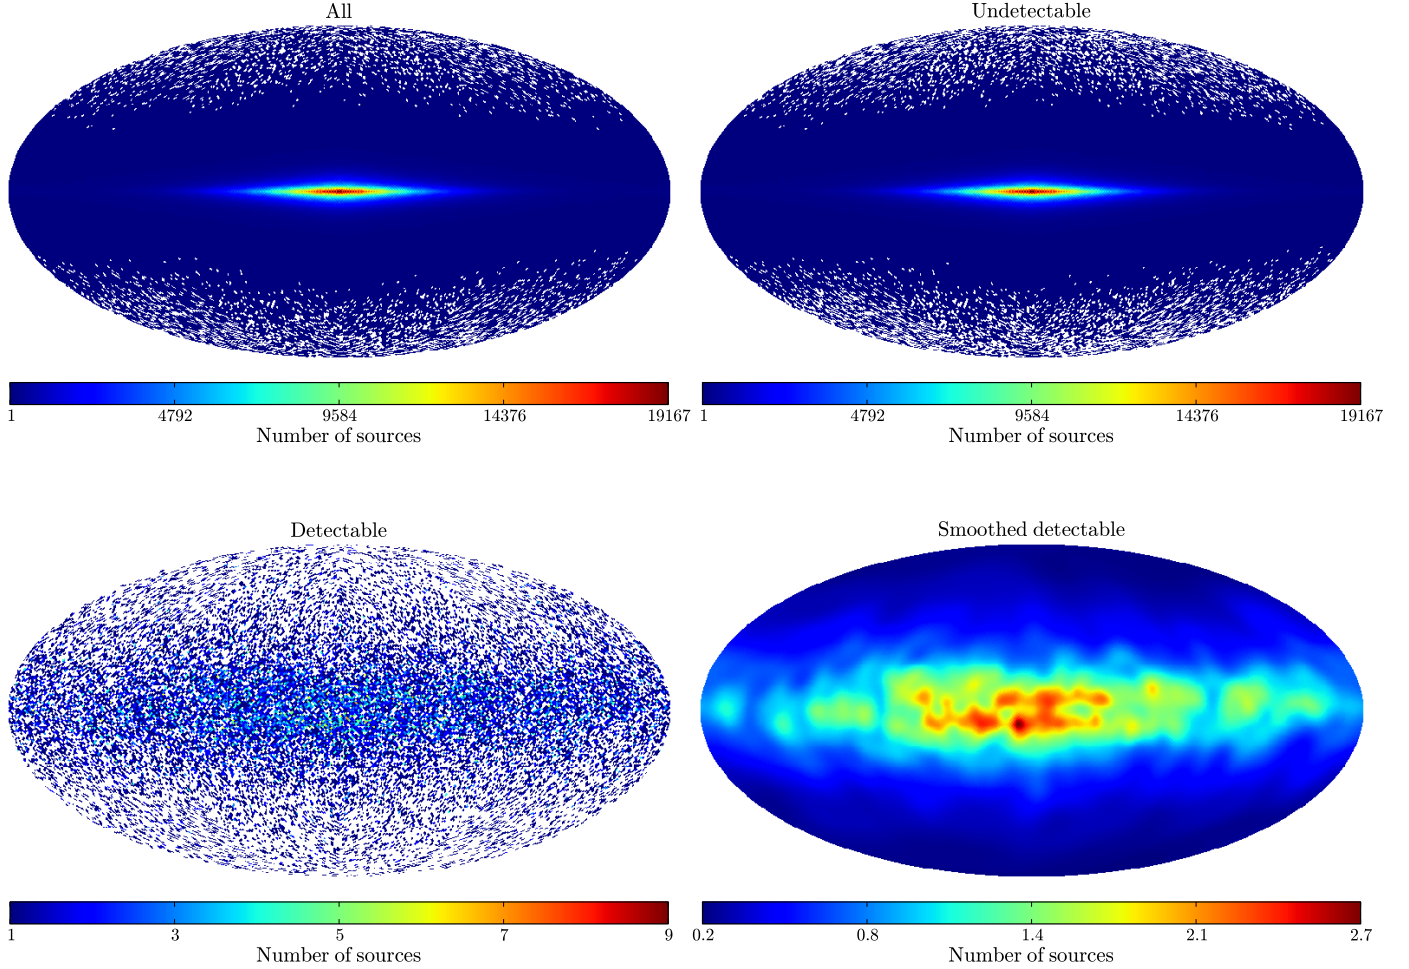 All
Undetectable
1 4792 9584 14376 19167
Number of sources
1 4792 9584 14376 19167
Number of sources
Detectable
Smoothed detectable
1 3 5 7 9
Number of sources
0.2 0.8 1.4 2.1 2.7
Number of sources